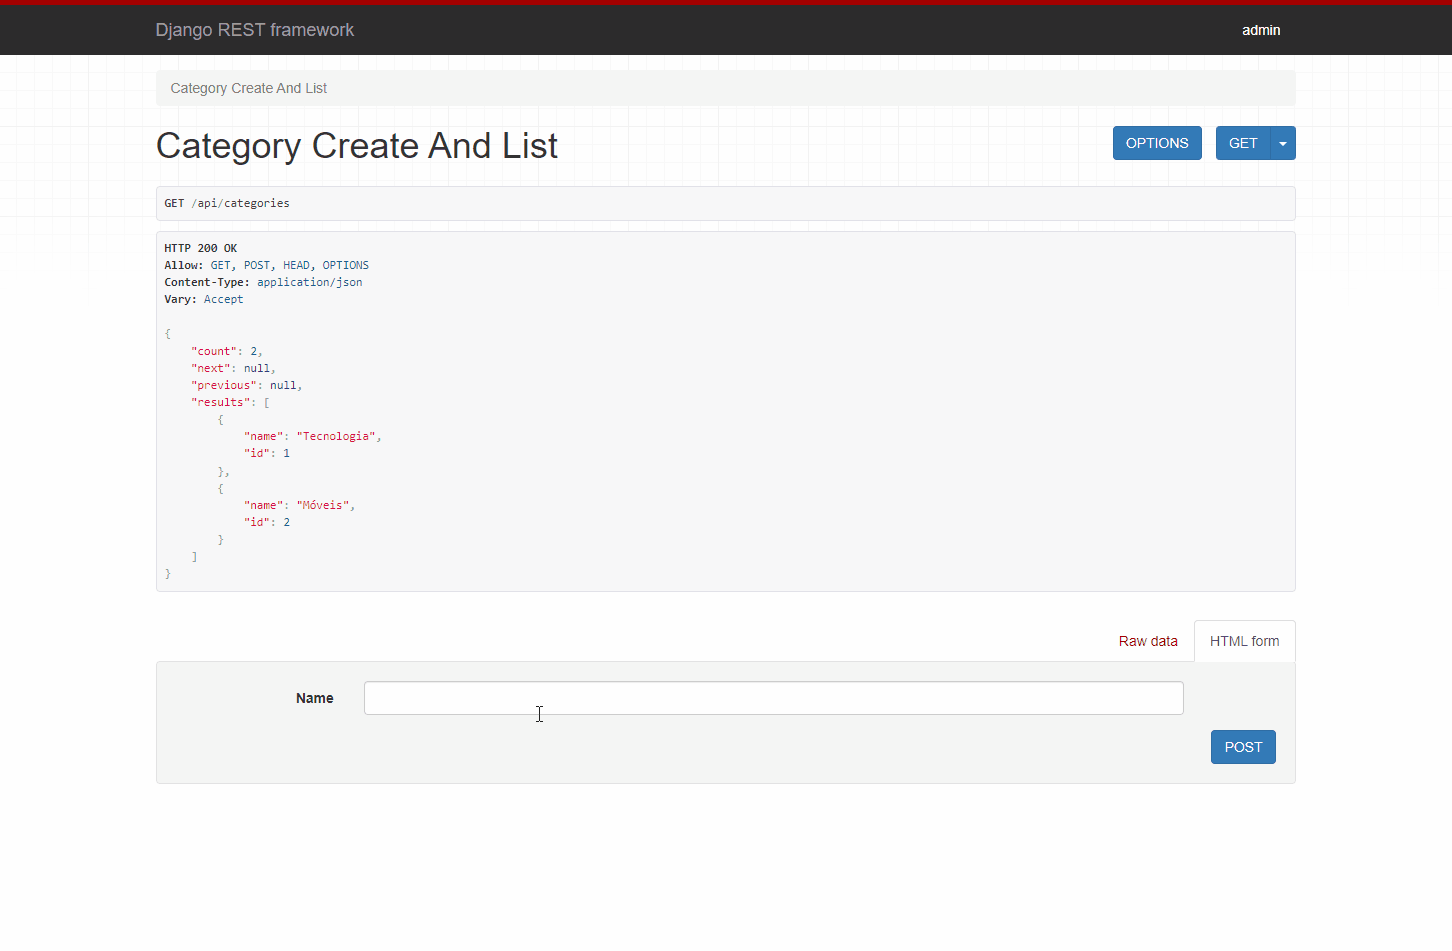 Django REST framework
admin
Category Create And List
Category Create And List
OPTIONS
GET
GET /api/categories
HTTP 200 OK
Allow: GET, POST, HEAD, OPTIONS
Content-Type: application/json
Vary: Accept
{
    "count": 2,
    "next": null,
    "previous": null,
    "results": [
        {
            "name": "Tecnologia",
            "id": 1
        },
        {
            "name": "Móveis",
            "id": 2
        }
    ]
}
Raw data
HTML form
Name
POST